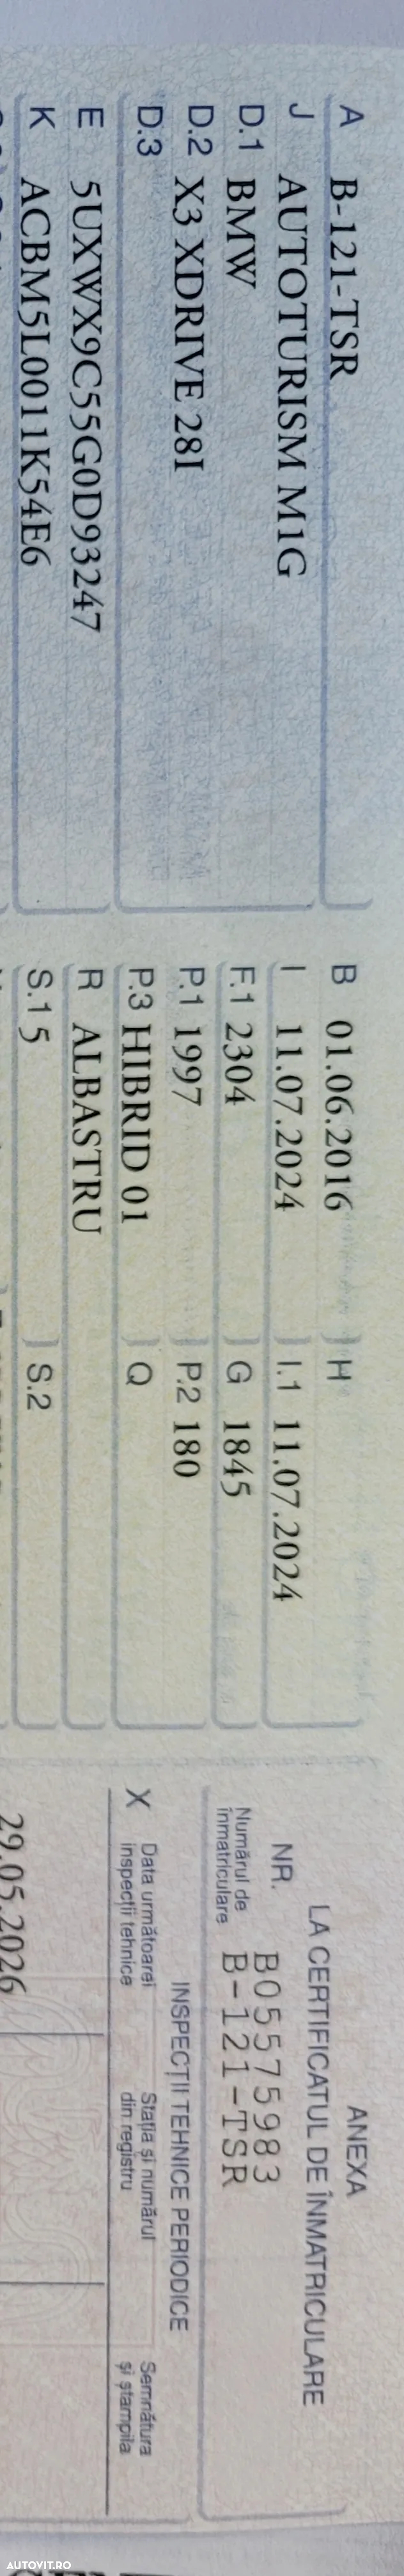 A B-121-TSR
J AUTOTURISM M1G
D.1 BMW
D.2 X3 XDRIVE 28I
D.3
E 5UXWX9C55G0D93247
K ACBM5L0011K54E6
B 01.06.2016 H
I 11.07.2024 I.1 11.07.2024
F.1 2304 G 1845
P.1 1997 P.2 180
P.3 HIBRID 01 Q
R ALBASTRU
S.1 5 S.2
ANEXA
LA CERTIFICATUL DE ÎNMATRICULARE
NR. B05575983
Numărul de
înmatriculare B-121-TSR
INSPECȚII TEHNICE PERIODICE
X Data următoarei
inspecții tehnice
Stația și numărul
din registru
Semnătura
și ștampila
29.05.2026
AUTOVIT.RO